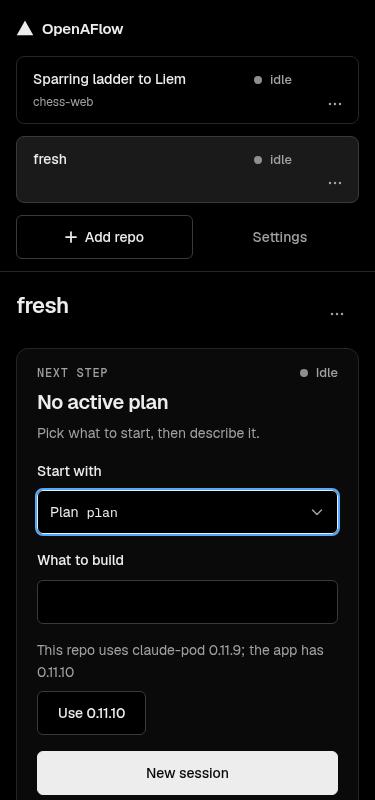 OpenAFlow
Sparring ladder to Liem
idle
chess-web
...
fresh
idle
...
+ Add repo
Settings
fresh
...
NEXT STEP
Idle
No active plan
Pick what to start, then describe it.
Start with
Plan plan
What to build
This repo uses claude-pod 0.11.9; the app has
0.11.10
Use 0.11.10
New session